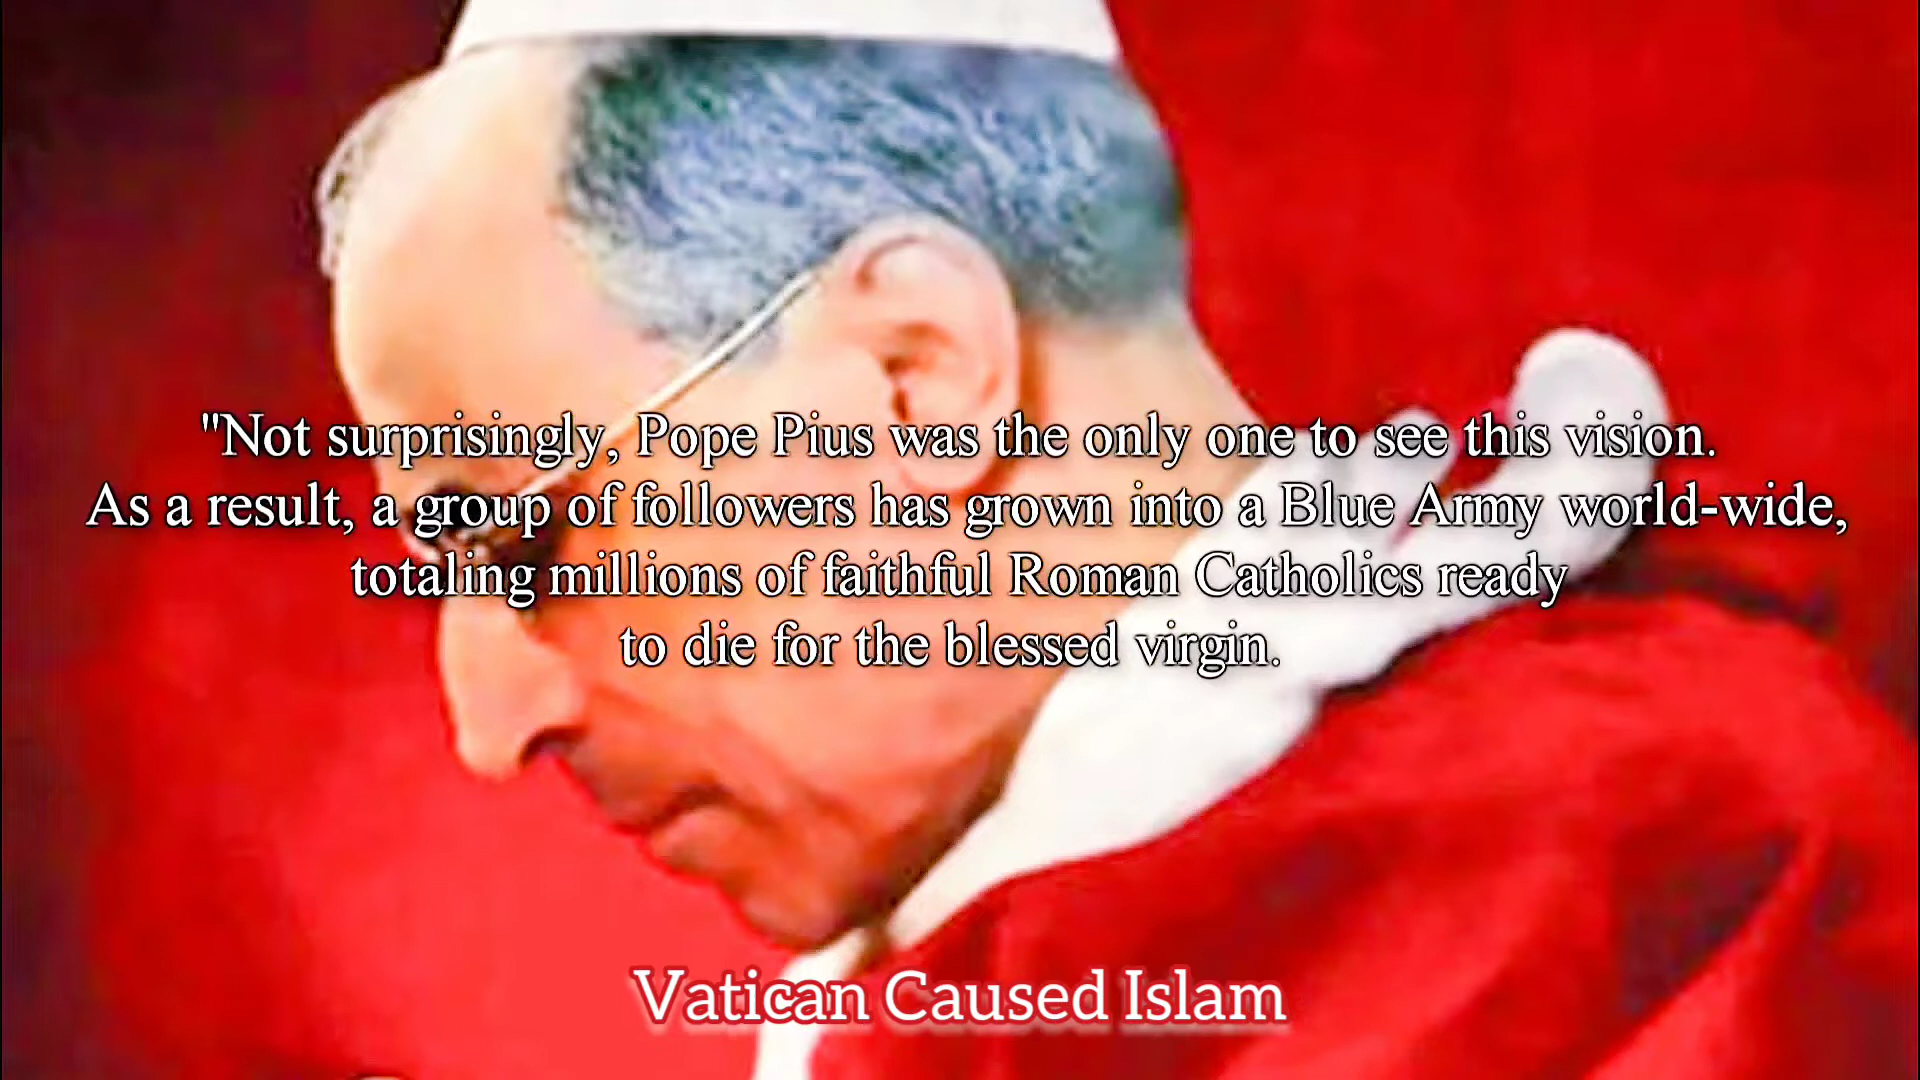 "Not surprisingly, Pope Pius was the only one to see this vision.
As a result, a group of followers has grown into a Blue Army world-wide,
totaling millions of faithful Roman Catholics ready
to die for the blessed virgin.
Vatican Caused Islam